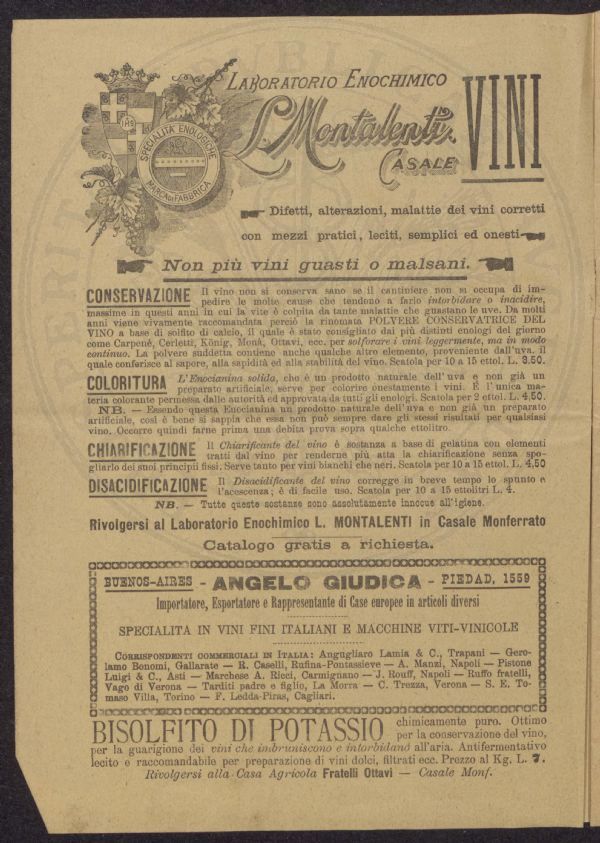 LABORATORIO ENOCHIMICO
L. Montalenti
CASALE
VINI
IHS
SPECIALITÀ ENOLOGICHE
MARCA DI FABBRICA
Difetti, alterazioni, malattie dei vini corretti
con mezzi pratici, leciti, semplici ed onesti
Non più vini guasti o malsani.
CONSERVAZIONE Il vino non si conserva sano se il cantiniere non si occupa di im-
pedire le molte cause che tendono a farlo intorbidare o inacidire,
massime in questi anni in cui la vite è colpita da tante malattie che guastano le uve. Da molti
anni viene vivamente raccomandata perciò la rinomata POLVERE CONSERVATRICE DEL
VINO a base di solfito di calcio, il quale è stato consigliato dai più distinti enologi del giorno
come Carpenè, Cerletti, König, Monà, Ottavi, ecc. per solforare i vini leggermente, ma in modo
continuo. La polvere suddetta contiene anche qualche altro elemento, proveniente dall'uva, il
quale conferisce al sapore, alla sapidità ed alla stabilità del vino. Scatola per 10 a 15 ettol. L. 3.50.
COLORITURA L'Enocianina solida, che è un prodotto naturale dell'uva e non già un
preparato artificiale, serve per colorire onestamente i vini. È l'unica ma-
teria colorante permessa dalle autorità ed approvata da tutti gli enologi. Scatola per 2 ettol. L. 4,50.
NB. — Essendo questa Enocianina un prodotto naturale dell'uva e non già un preparato
artificiale, così è bene si sappia che essa non può sempre dare gli stessi risultati per qualsiasi
vino. Occorre quindi farne prima una debita prova sopra qualche ettolitro.
CHIARIFICAZIONE Il Chiarificante del vino è sostanza a base di gelatina con elementi
tratti dal vino per renderne più atta la chiarificazione senza spo-
gliarlo dei suoi principii fissi. Serve tanto per vini bianchi che neri. Scatola per 10 a 15 ettol. L. 4,50
DISACIDIFICAZIONE Il Disacidificante del vino corregge in breve tempo lo spunto e
l'acescenza; è di facile uso. Scatola per 10 a 15 ettolitri L. 4.
NB. — Tutte queste sostanze sono assolutamente innocue all'igiene.
Rivolgersi al Laboratorio Enochimico L. MONTALENTI in Casale Monferrato
Catalogo gratis a richiesta.
BUENOS-AIRES - ANGELO GIUDICA - PIEDAD, 1559
Importatore, Esportatore e Rappresentante di Case europee in articoli diversi
SPECIALITA IN VINI FINI ITALIANI E MACCHINE VITI-VINICOLE
CORRISPONDENTI COMMERCIALI IN ITALIA: Angugliaro Lamia & C., Trapani — Gero-
lamo Benomi, Gallarate — R. Caselli, Rufina-Pontassieve — A. Manzi, Napoli — Pistone
Luigi & C., Asti — Marchese A. Ricci, Carmignano — J. Rouff, Napoli — Ruffo fratelli,
Vago di Verona — Tarditi padre e figlio, La Morra — C. Trezza, Verona — S. E. To-
maso Villa, Torino — F. Ledda-Piras, Cagliari.
BISOLFITO DI POTASSIO chimicamente puro. Ottimo
per la conservazione del vino,
per la guarigione dei vini che imbruniscono e intorbidano all'aria. Antifermentativo
lecito e raccomandabile per preparazione di vini dolci, filtrati ecc. Prezzo al Kg. L. 7.
Rivolgersi alla Casa Agricola Fratelli Ottavi — Casale Monf.